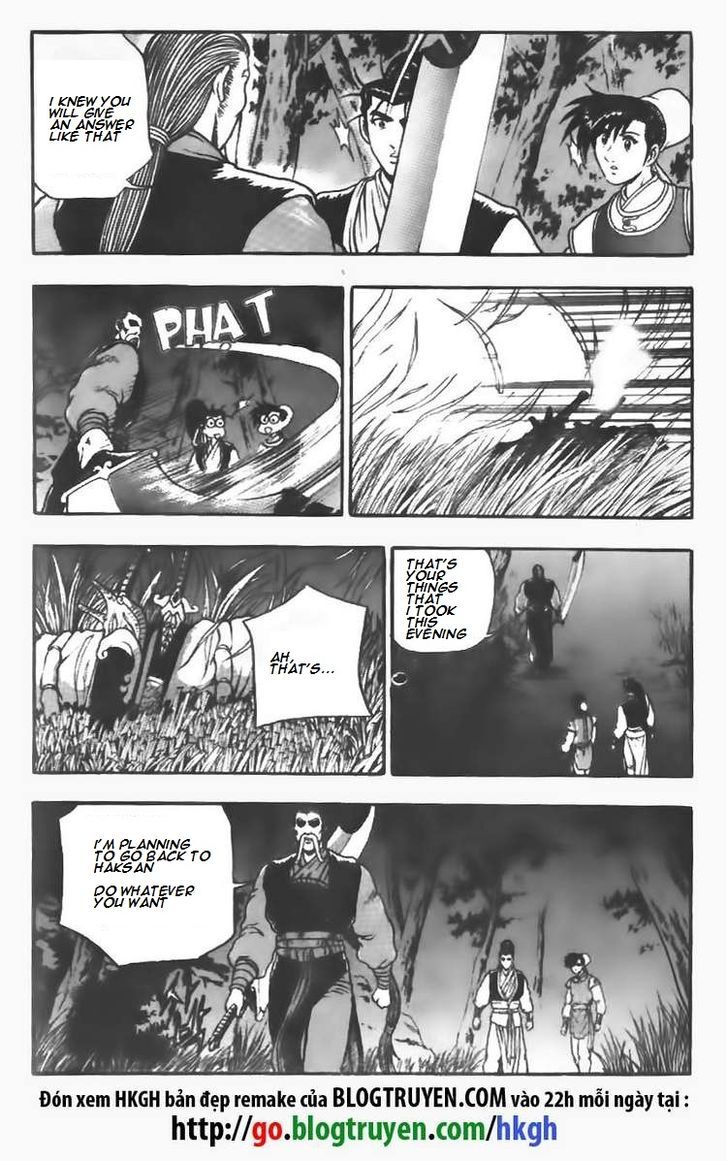 I KNEW YOU
WILL GIVE
AN ANSWER
LIKE THAT
PHẠT
AH,
THAT'S...
THAT'S
YOUR
THINGS
THAT
I TOOK
THIS
EVENING
I'M PLANNING
TO GO BACK TO
HAKSAN
DO WHATEVER
YOU WANT
Đón xem HKGH bản đẹp remake của BLOGTRUYEN.COM vào 22h mỗi ngày tại :
http://go.blogtruyen.com/hkgh